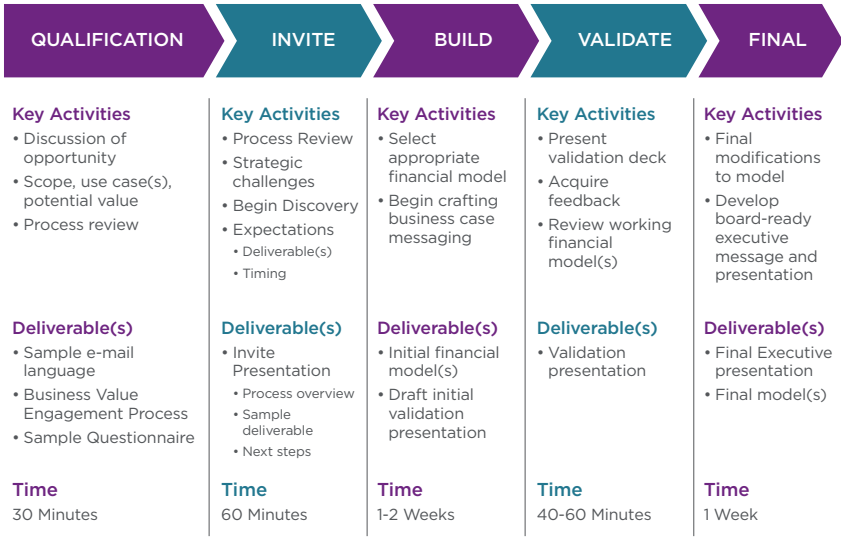 QUALIFICATION
INVITE
BUILD
VALIDATE
FINAL
Key Activities
• Discussion of
opportunity
• Scope, use case(s),
potential value
• Process review
Deliverable(s)
• Sample e-mail
language
• Business Value
Engagement Process
• Sample Questionnaire
Time
30 Minutes
Key Activities
• Process Review
• Strategic
challenges
• Begin Discovery
• Expectations
• Deliverable(s)
• Timing
Deliverable(s)
• Invite
Presentation
• Process overview
• Sample
deliverable
• Next steps
Time
60 Minutes
Key Activities
• Select
appropriate
financial model
• Begin crafting
business case
messaging
Deliverable(s)
• Initial financial
model(s)
• Draft initial
validation
presentation
Time
1-2 Weeks
Key Activities
• Present
validation deck
• Acquire
feedback
• Review working
financial
model(s)
Deliverable(s)
• Validation
presentation
Time
40-60 Minutes
Key Activities
• Final
modifications
to model
• Develop
board-ready
executive
message and
presentation
Deliverable(s)
• Final Executive
presentation
• Final model(s)
Time
1 Week